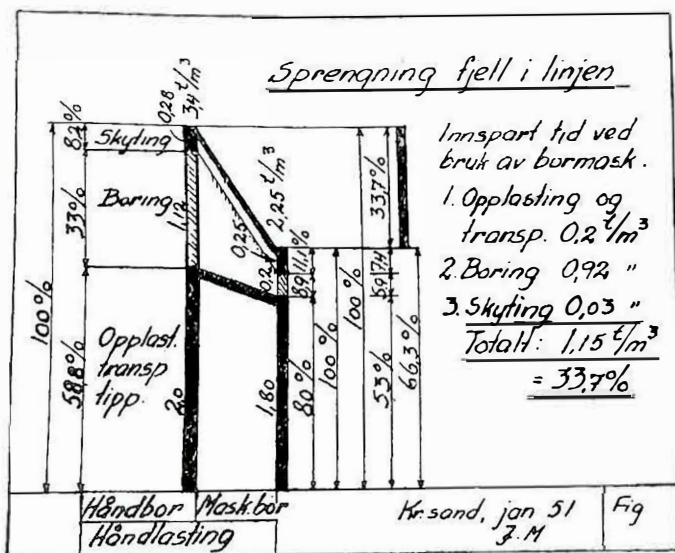 Sprengning fjell i linjen
0,28
3,4 t/m³
8,2%
Skyting
Boring
33%
1,12
0,25
2,25 t/m³
0,2
100%
58,8%
Opplast.
transp
tipp.
2,0
1,80
11,1%
8,9
80%
100%
100%
33,7%
7,4
5,9
53%
66,3%
Innspart tid ved
bruk av bormask.
1. Opplasting og
transp. 0,2 t/m³
2. Boring 0,92 "
3. Skyting 0,03 "
Totalt: 1,15 t/m³
= 33,7%
Håndbor Mask.bor
Håndlasting
Kr.sand, jan 51
J.M
Fig